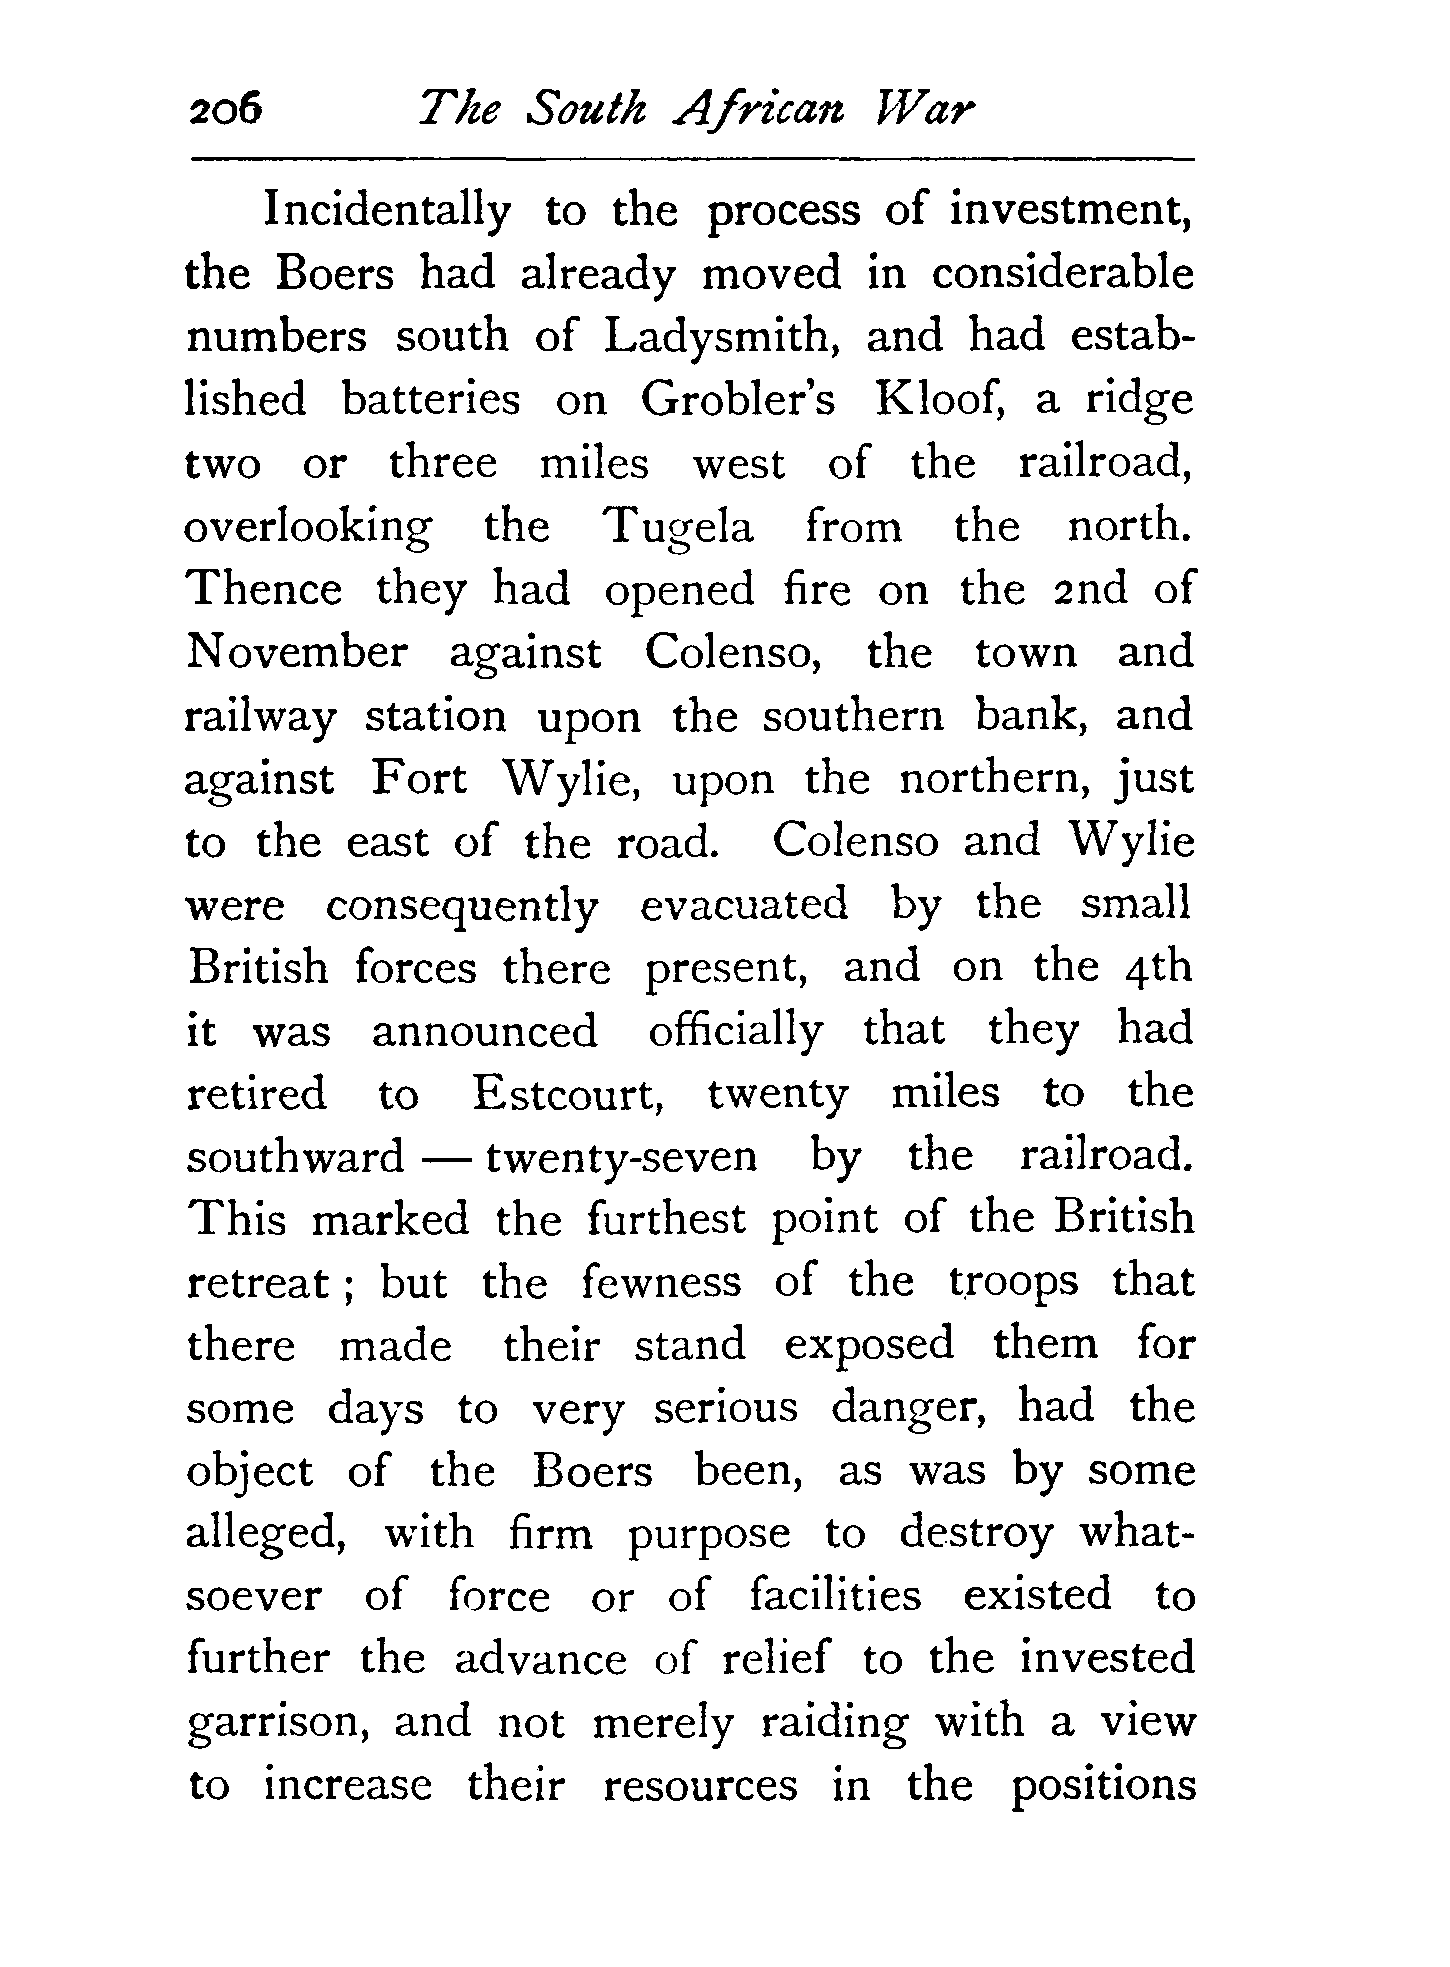 206 The South African War
Incidentally to the process of investment,
the Boers had already moved in considerable
numbers south of Ladysmith, and had estab-
lished batteries on Grobler's Kloof, a ridge
two or three miles west of the railroad,
overlooking the Tugela from the north.
Thence they had opened fire on the 2nd of
November against Colenso, the town and
railway station upon the southern bank, and
against Fort Wylie, upon the northern, just
to the east of the road. Colenso and Wylie
were consequently evacuated by the small
British forces there present, and on the 4th
it was announced officially that they had
retired to Estcourt, twenty miles to the
southward — twenty-seven by the railroad.
This marked the furthest point of the British
retreat ; but the fewness of the troops that
there made their stand exposed them for
some days to very serious danger, had the
object of the Boers been, as was by some
alleged, with firm purpose to destroy what-
soever of force or of facilities existed to
further the advance of relief to the invested
garrison, and not merely raiding with a view
to increase their resources in the positions